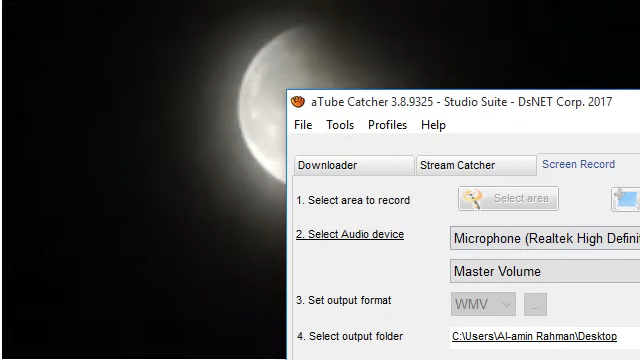 aTube Catcher 3.8.9325 - Studio Suite - DsNET Corp. 2017
File Tools Profiles Help
Downloader Stream Catcher Screen Record
1. Select area to record Select area
2. Select Audio device Microphone (Realtek High Defini
Master Volume
3. Set output format WMV ...
4. Select output folder C:\Users\Al-amin Rahman\Desktop